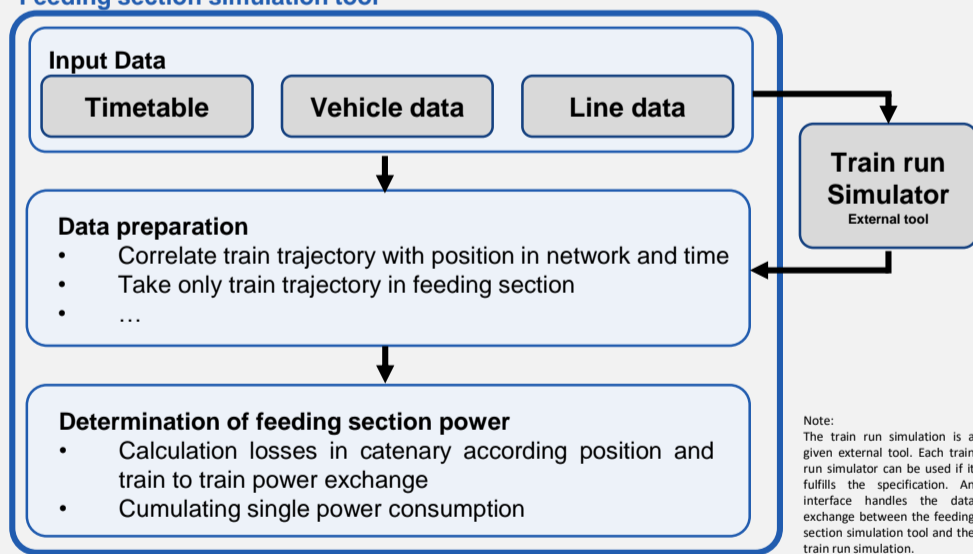 Feeding section simulation tool
Input Data
Timetable
Vehicle data
Line data
Train run
Simulator
External tool
Data preparation
• Correlate train trajectory with position in network and time
• Take only train trajectory in feeding section
• …
Determination of feeding section power
• Calculation losses in catenary according position and
train to train power exchange
• Cumulating single power consumption
Note:
The train run simulation is a
given external tool. Each train
run simulator can be used if it
fulfills the specification. An
interface handles the data
exchange between the feeding
section simulation tool and the
train run simulation.